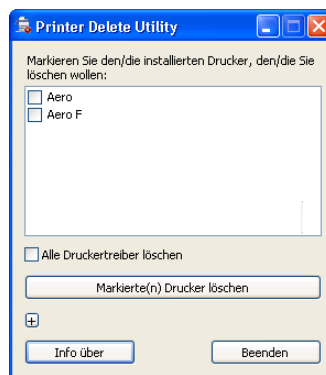 Printer Delete Utility
Markieren Sie den/die installierten Drucker, den/die Sie
löschen wollen:
Aero
Aero F
Alle Druckertreiber löschen
Markierte(n) Drucker löschen
Info über
Beenden